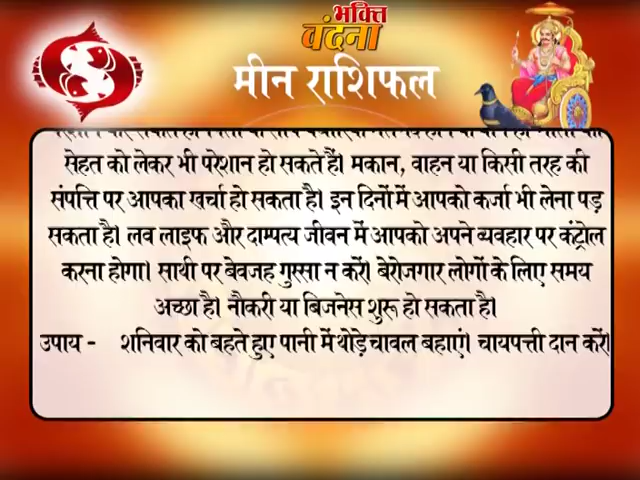 भक्ति
वंदना
मीन राशिफल
सेहत को लेकर भी परेशान हो सकते हैं। मकान, वाहन या किसी तरह की
संपत्ति पर आपका खर्चा हो सकता है। इन दिनों में आपको कर्जा भी लेना पड़
सकता है। लव लाइफ और दाम्पत्य जीवन में आपको अपने व्यवहार पर कंट्रोल
करना होगा। साथी पर बेवजह गुस्सा न करें। बेरोजगार लोगों के लिए समय
अच्छा है। नौकरी या बिजनेस शुरू हो सकता है।
उपाय - शनिवार को बहते हुए पानी में थोड़े चावल बहाएं। चायपत्ती दान करें।